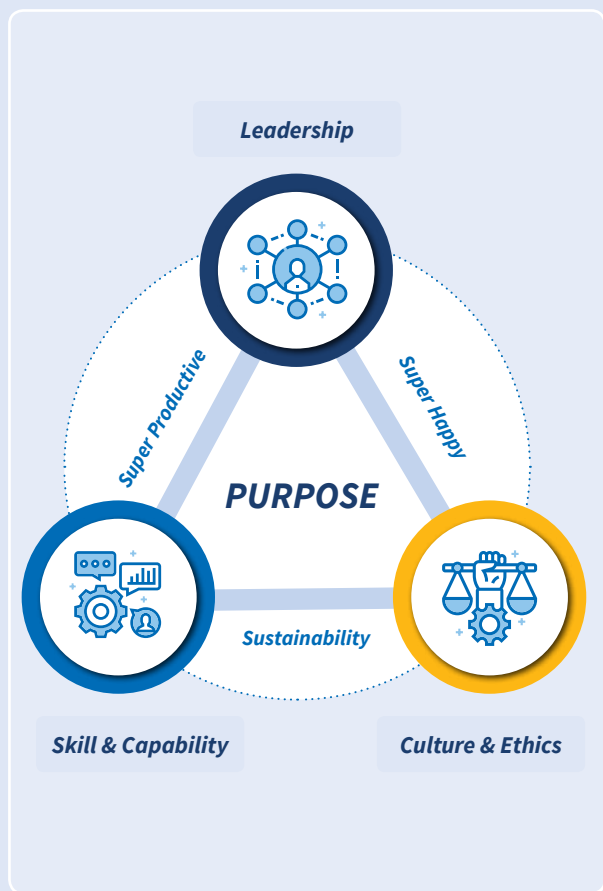 Leadership
Super Productive
Super Happy
PURPOSE
Sustainability
Skill & Capability
Culture & Ethics